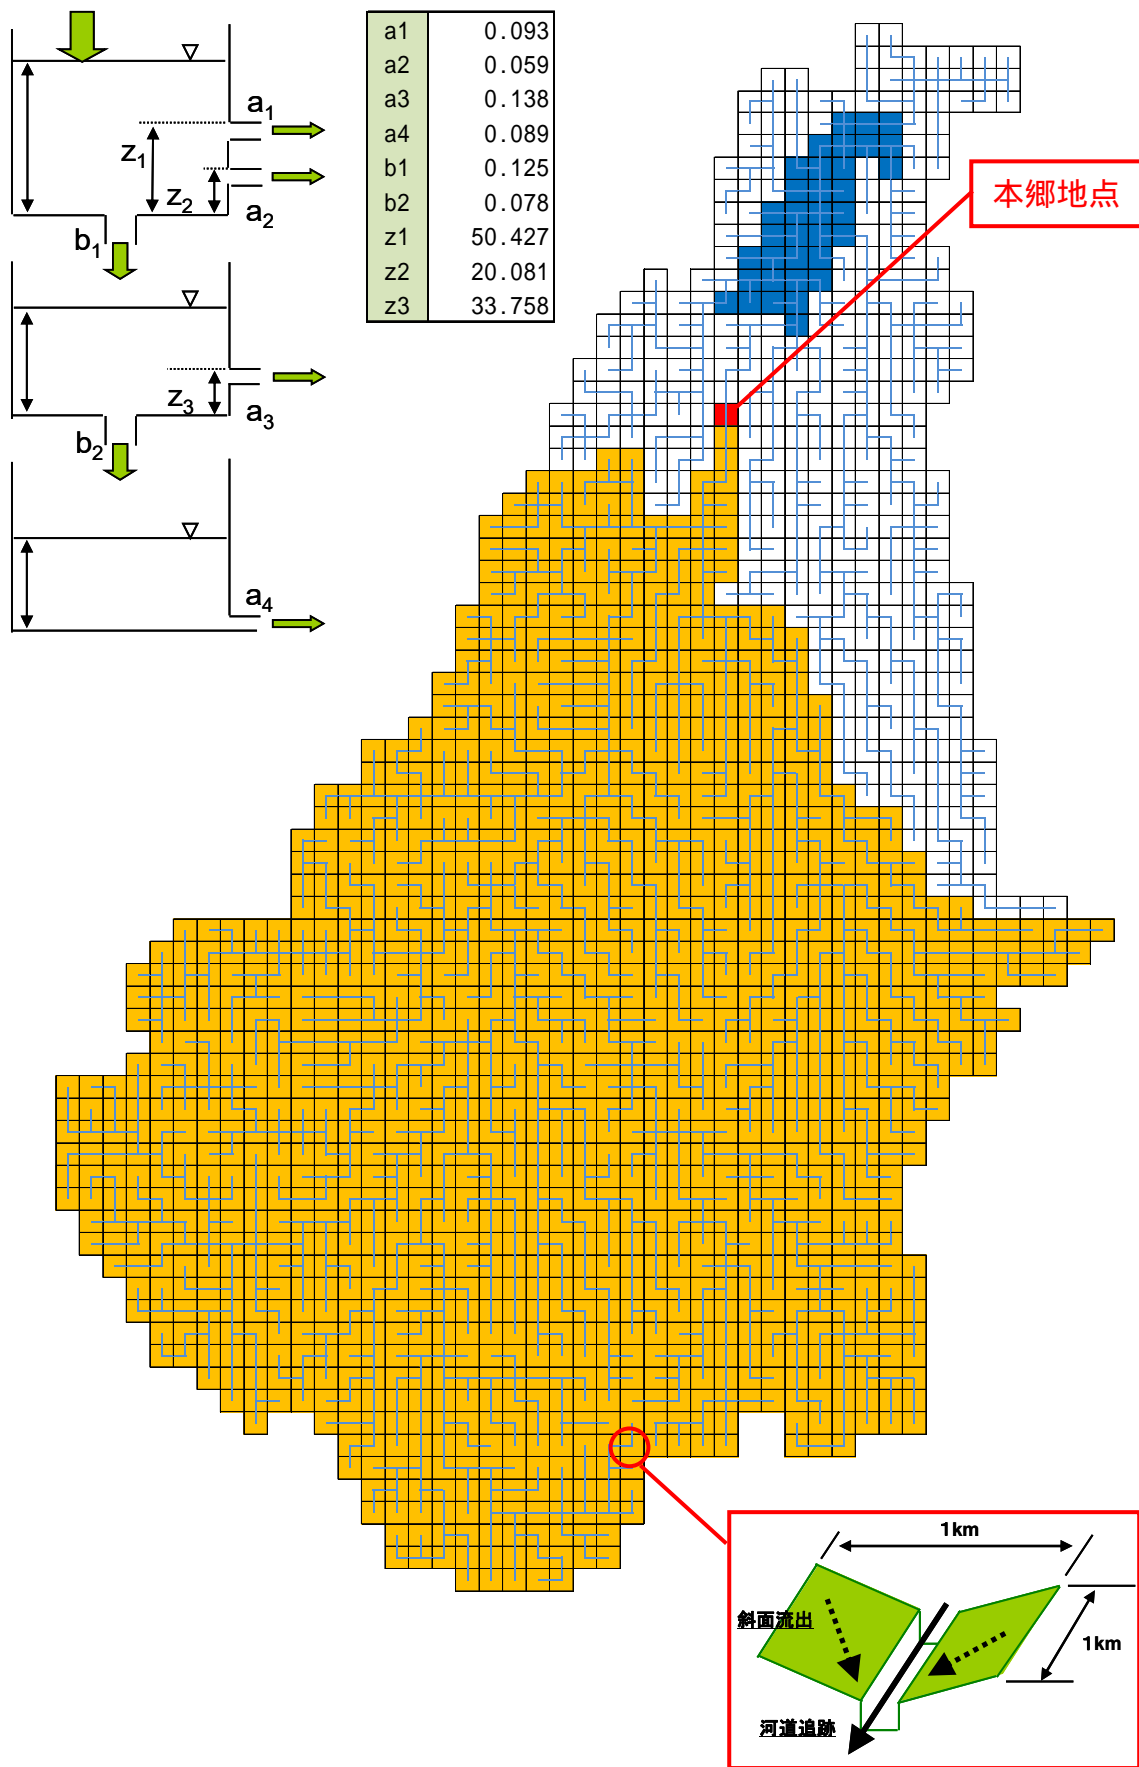 a1 0.093
a2 0.059
a3 0.138
a4 0.089
b1 0.125
b2 0.078
z1 50.427
z2 20.081
z3 33.758
a₁
z₁
z₂
a₂
b₁
z₃
a₃
b₂
a₄
本郷地点
1km
斜面流出
1km
河道追跡